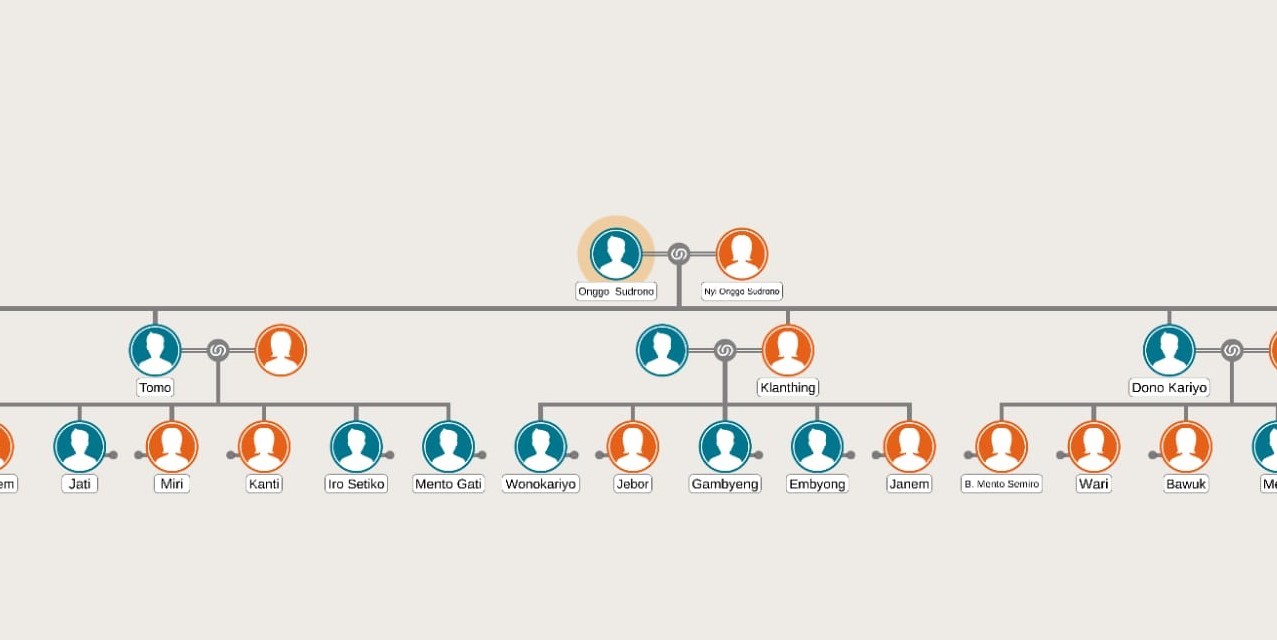 Onggo Sudrono
Nyi Onggo Sudrono
Tomo
Klanthing
Dono Kariyo
em
Jati
Miri
Kanti
Iro Setiko
Mento Gati
Wonokariyo
Jebor
Gambyeng
Embyong
Janem
B. Mento Semiro
Wari
Bawuk
Me